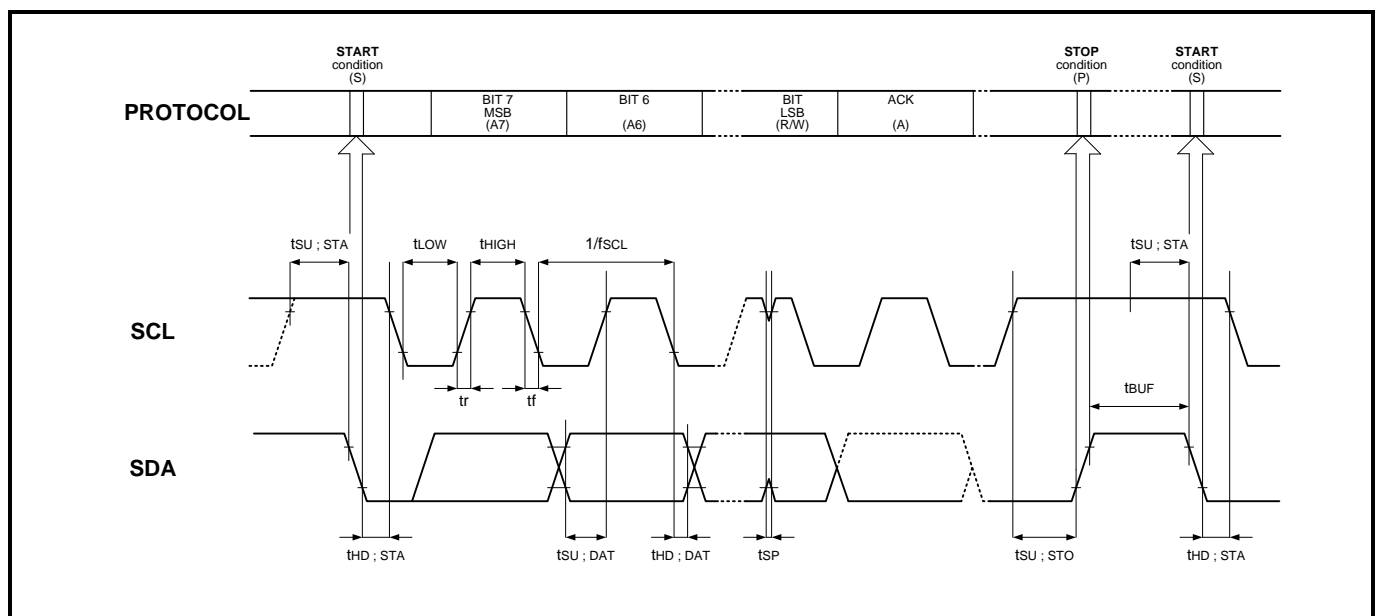 START
condition
(S)
STOP
condition
(P)
START
condition
(S)
PROTOCOL
BIT 7
MSB
(A7)
BIT 6
(A6)
BIT
LSB
(R/W)
ACK
(A)
tSU ; STA
tLOW
tHIGH
1/fSCL
tSU ; STA
SCL
tr
tf
tBUF
SDA
tHD ; STA
tSU ; DAT
tHD ; DAT
tSP
tSU ; STO
tHD ; STA